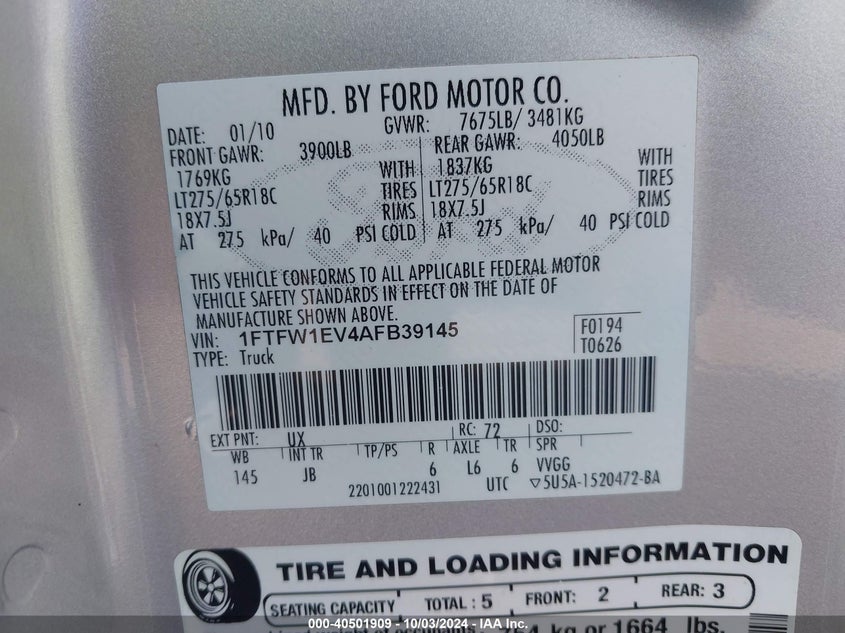 MFD. BY FORD MOTOR CO.
DATE: 01/10 GVWR: 7675LB/ 3481KG
FRONT GAWR: 3900LB REAR GAWR: 4050LB
1769KG WITH 1837KG WITH
LT275/65R18C TIRES LT275/65R18C TIRES
18X7.5J RIMS 18X7.5J RIMS
AT 275 kPa/ 40 PSI COLD AT 275 kPa/ 40 PSI COLD
THIS VEHICLE CONFORMS TO ALL APPLICABLE FEDERAL MOTOR
VEHICLE SAFETY STANDARDS IN EFFECT ON THE DATE OF
MANUFACTURE SHOWN ABOVE.
VIN: 1FTFW1EV4AFB39145 F0194
TYPE: Truck T0626
EXT PNT: UX RC: 72 DSO:
WB INT TR TP/PS R AXLE TR SPR
145 JB 6 L6 6 VVGG
2201001222431 UTC ▽5U5A-1520472-BA
TIRE AND LOADING INFORMATION
SEATING CAPACITY TOTAL : 5 FRONT: 2 REAR: 3
kg or 1664 lbs.
000-40501909 - 10/03/2024 - IAA Inc.